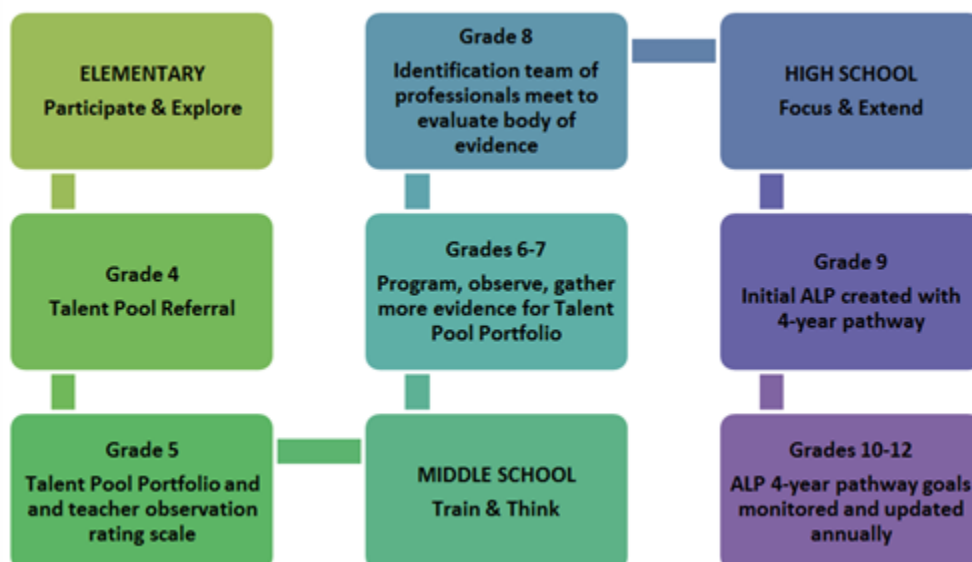 ELEMENTARY
Participate & Explore
Grade 4
Talent Pool Referral
Grade 5
Talent Pool Portfolio and
and teacher observation
rating scale
MIDDLE SCHOOL
Train & Think
Grades 6-7
Program, observe, gather
more evidence for Talent
Pool Portfolio
Grade 8
Identification team of
professionals meet to
evaluate body of
evidence
HIGH SCHOOL
Focus & Extend
Grade 9
Initial ALP created with
4-year pathway
Grades 10-12
ALP 4-year pathway goals
monitored and updated
annually